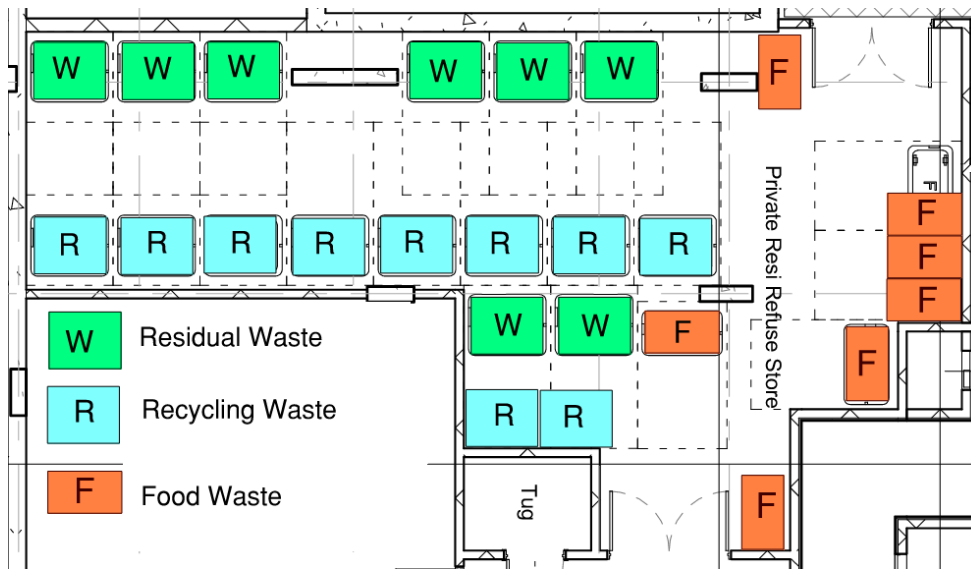 W W W W W W F
F
F
R R R R R R R R F
F
Private Resi Refuse Store
W W F
F
R R
W Residual Waste
R Recycling Waste
F Food Waste
Tug
F